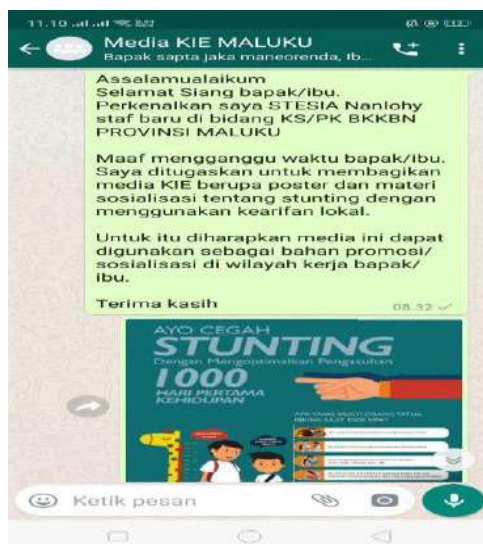 11.10
Media KIE MALUKU
Bapak sapta jaka maneorenda, Ib...
Assalamualaikum
Selamat Siang bapak/ibu.
Perkenalkan saya STESIA Nanlohy
staf baru di bidang KS/PK BKKBN
PROVINSI MALUKU
Maaf mengganggu waktu bapak/ibu.
Saya ditugaskan untuk membagikan
media KIE berupa poster dan materi
sosialisasi tentang stunting dengan
menggunakan kearifan lokal.
Untuk itu diharapkan media ini dapat
digunakan sebagai bahan promosi/
sosialisasi di wilayah kerja bapak/
ibu.
Terima kasih
08.32
AYO CEGAH
STUNTING
Dengan Mengoptimalkan Pengasuhan
1000
HARI PERTAMA
KEHIDUPAN
Ketik pesan